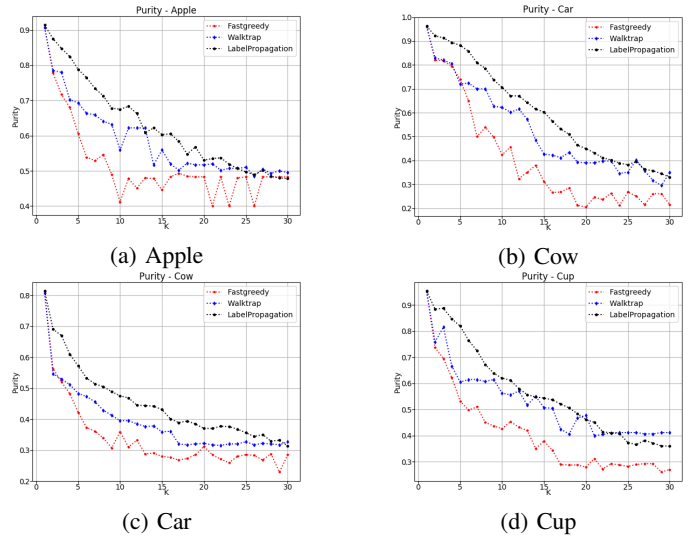 Purity - Apple
Fastgreedy
Walktrap
LabelPropagation
0.9
0.8
0.7
0.6
0.5
0.4
Purity
0 5 10 15 20 25 30
K
(a) Apple
Purity - Car
Fastgreedy
Walktrap
LabelPropagation
1.0
0.9
0.8
0.7
0.6
0.5
0.4
0.3
0.2
Purity
0 5 10 15 20 25 30
K
(b) Cow
Purity - Cow
Fastgreedy
Walktrap
LabelPropagation
0.8
0.7
0.6
0.5
0.4
0.3
0.2
Purity
0 5 10 15 20 25 30
K
(c) Car
Purity - Cup
Fastgreedy
Walktrap
LabelPropagation
0.9
0.8
0.7
0.6
0.5
0.4
0.3
Purity
0 5 10 15 20 25 30
K
(d) Cup